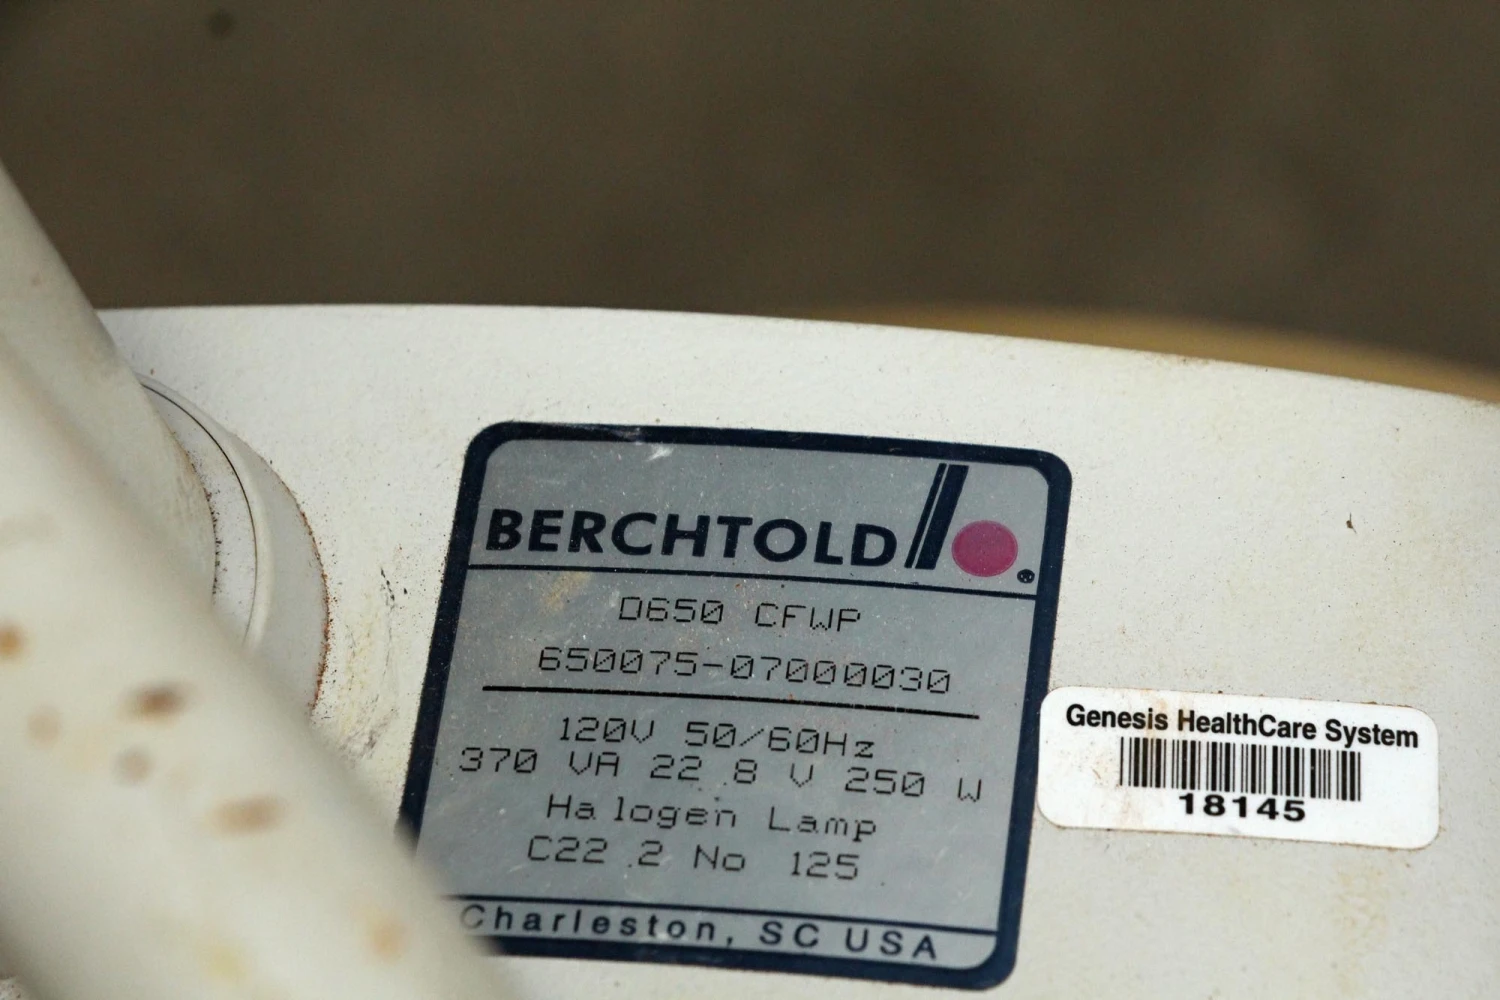 BERCHTOLD
D650 CFWP
650075-07000030
120V 50/60Hz
370 VA 22.8 V 250 W
Halogen Lamp
C22.2 No 125
Charleston, SC USA
Genesis HealthCare System
18145